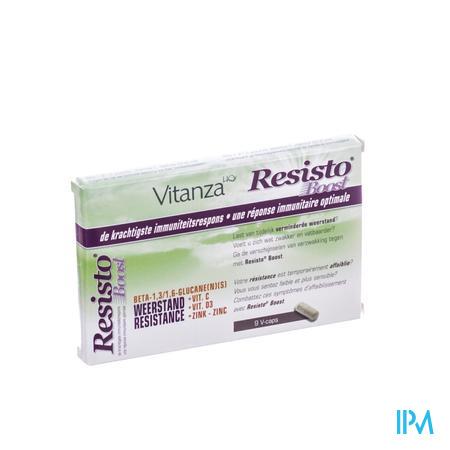 Vitanza HQ
Resisto®
Boost
de krachtigste immuniteitsrespons • une réponse immunitaire optimale
Last van tijdelijk verminderde weerstand?
Voelt u zich wat zwakker en vatbaarder?
Ga de verschijnselen van verzwakking tegen
met Resisto® Boost.
Votre résistance est temporairement affaiblie?
Vous vous sentez faible et plus sensible?
Combattez ces symptômes d'affaiblissement
avec Resisto® Boost.
BETA-1,3/1,6-GLUCANE(N)(S)
WEERSTAND
RESISTANCE
- VIT. C
- VIT. D3
- ZINK - ZINC
9 V-caps
Resisto®
Boost
IPM